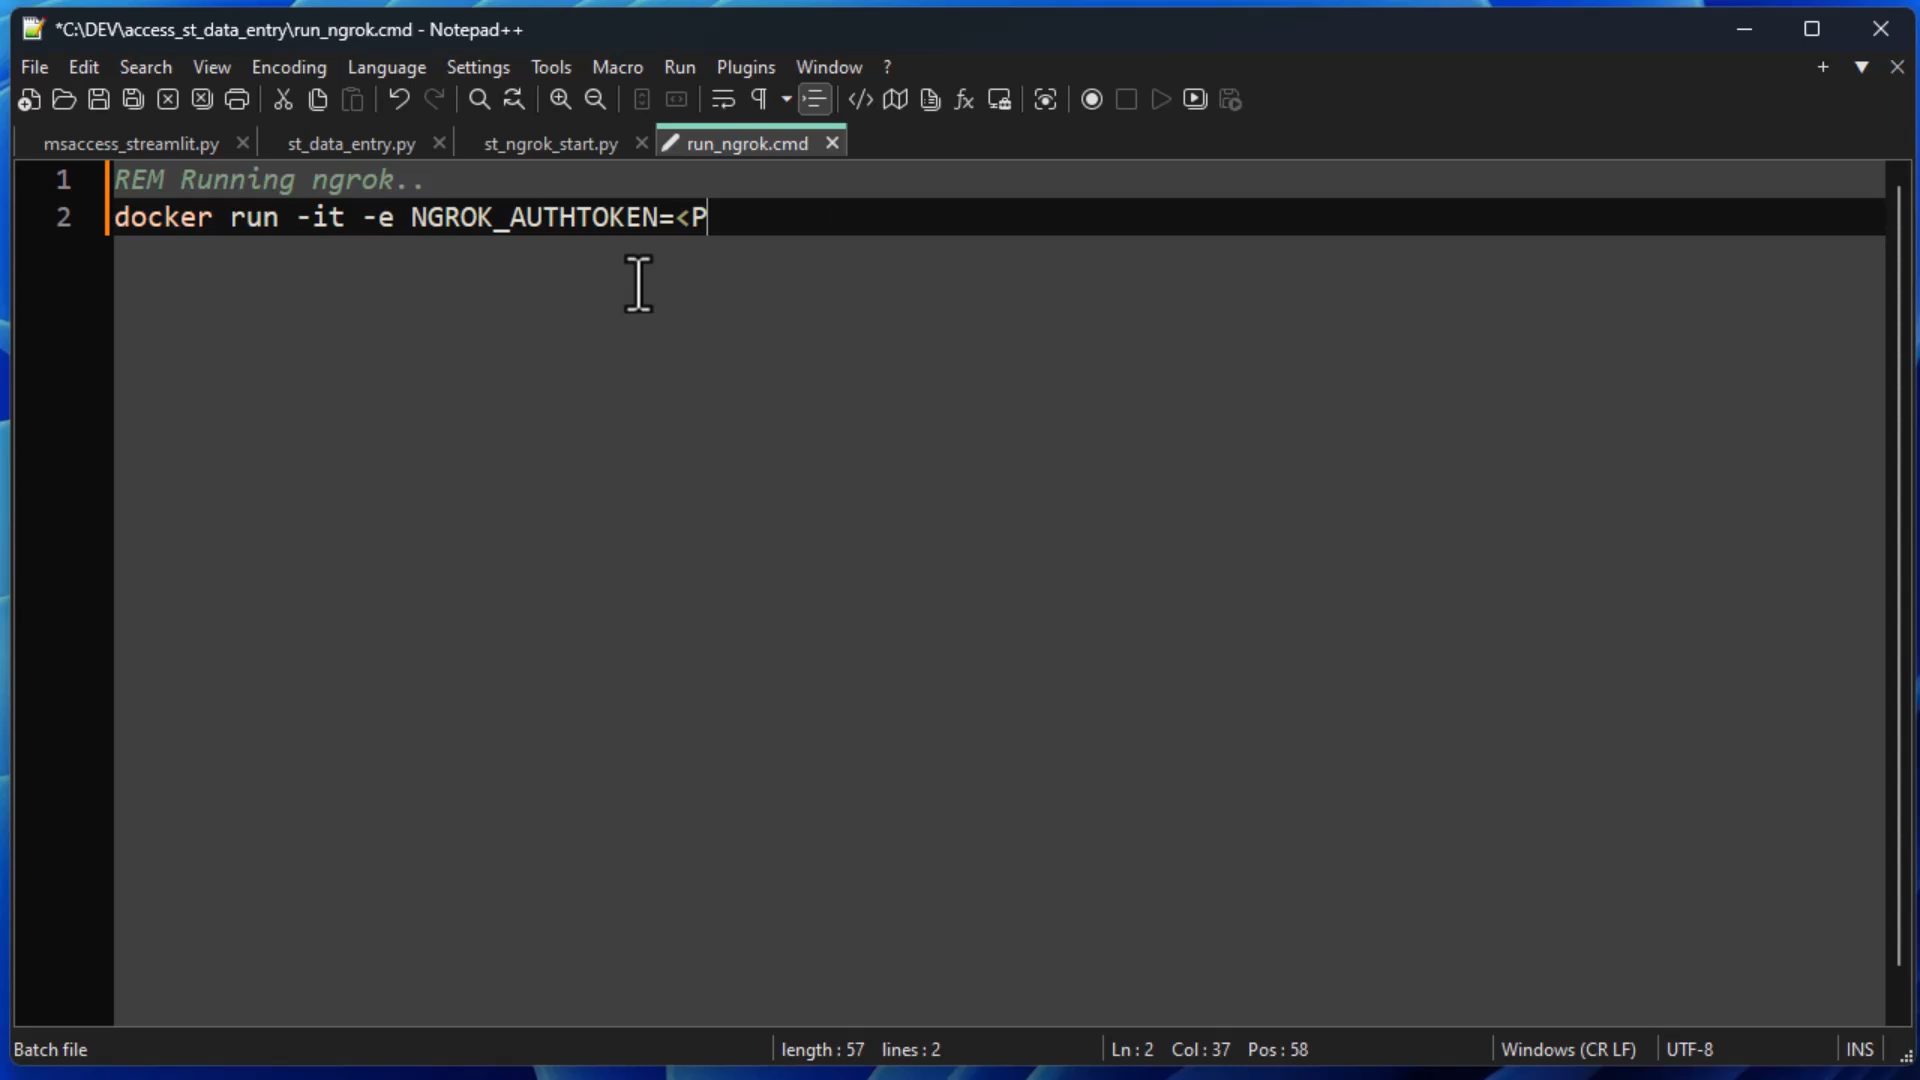 *C:\DEV\access_st_data_entry\run_ngrok.cmd - Notepad++
File Edit Search View Encoding Language Settings Tools Macro Run Plugins Window ?
msaccess_streamlit.py st_data_entry.py st_ngrok_start.py run_ngrok.cmd
1 REM Running ngrok..
2 docker run -it -e NGROK_AUTHTOKEN=<P
Batch file length : 57 lines : 2 Ln : 2 Col : 37 Pos : 58 Windows (CR LF) UTF-8 INS